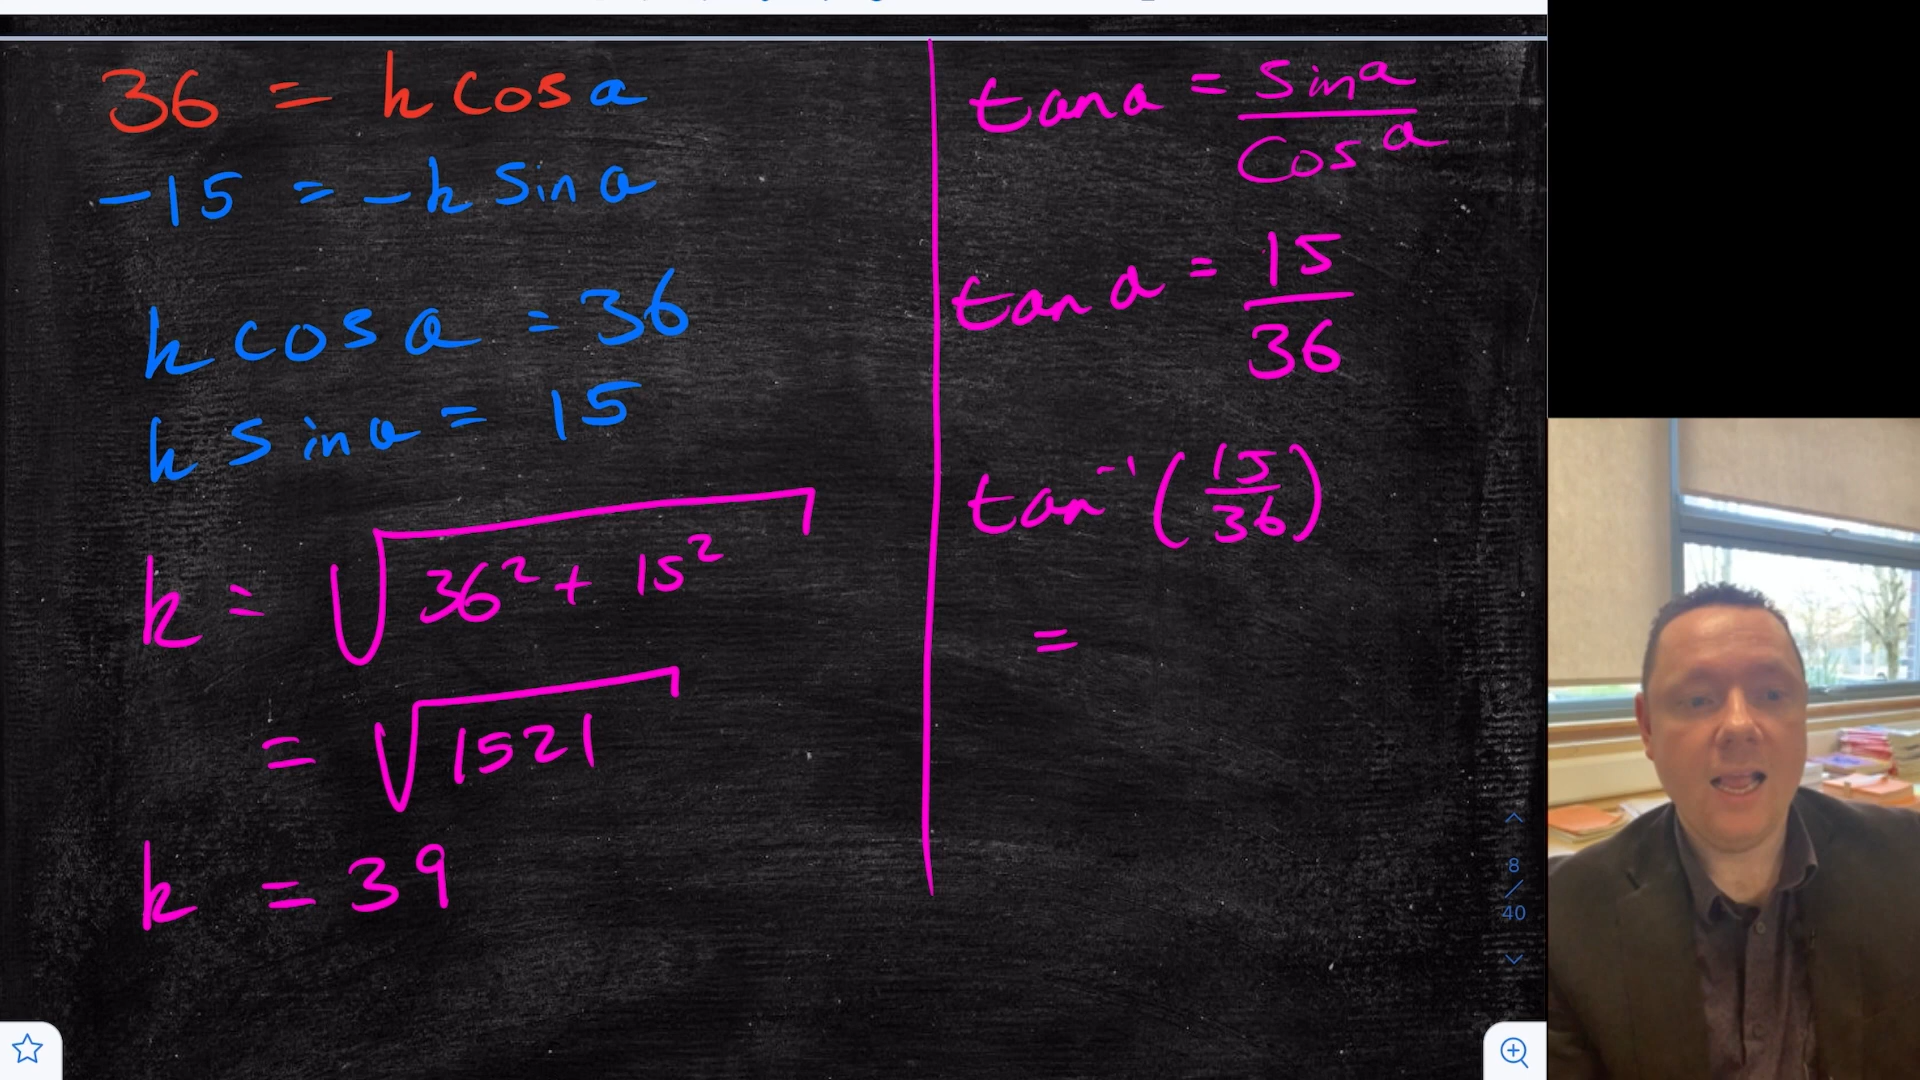 36 = k cos a
-15 = -k sin a
k cos a = 36
k sin a = 15
k = √36² + 15²
= √1521
k = 39
tan a = sin a / cos a
tan a = 15 / 36
tan⁻¹ (15 / 36)
=
8
/
40